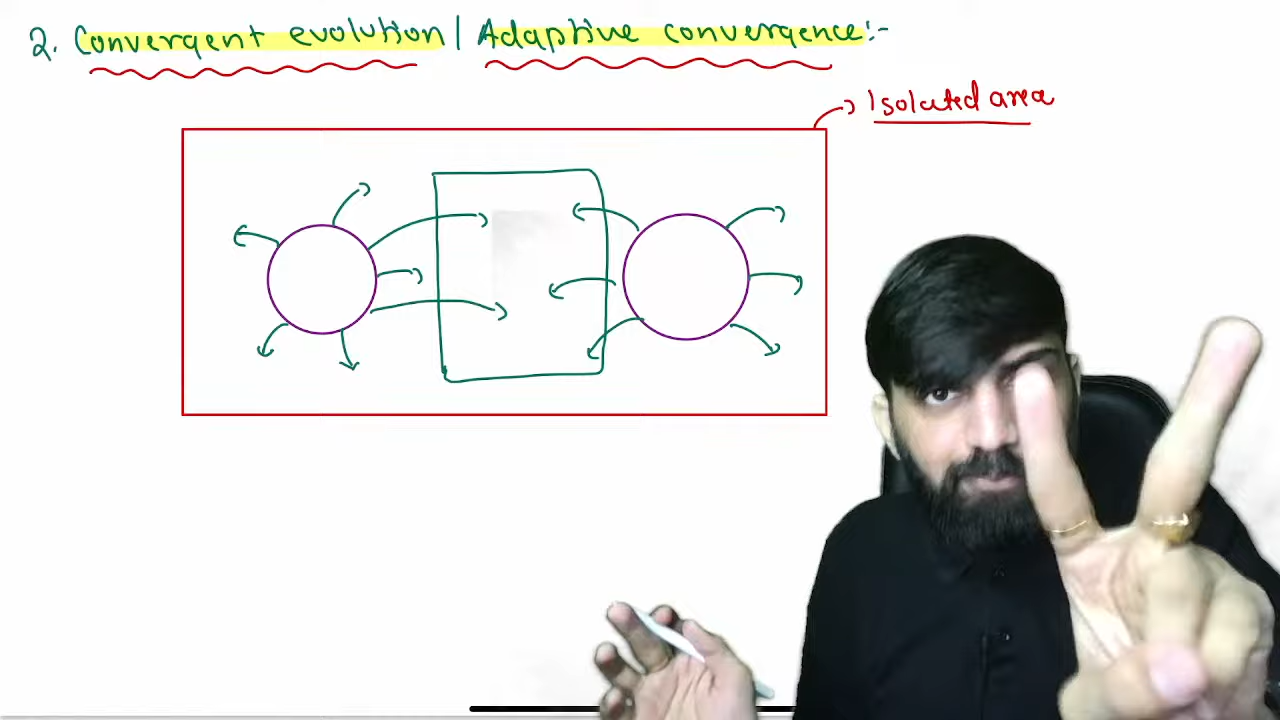 2. Convergent evolution | Adaptive convergence:-
Isolated area